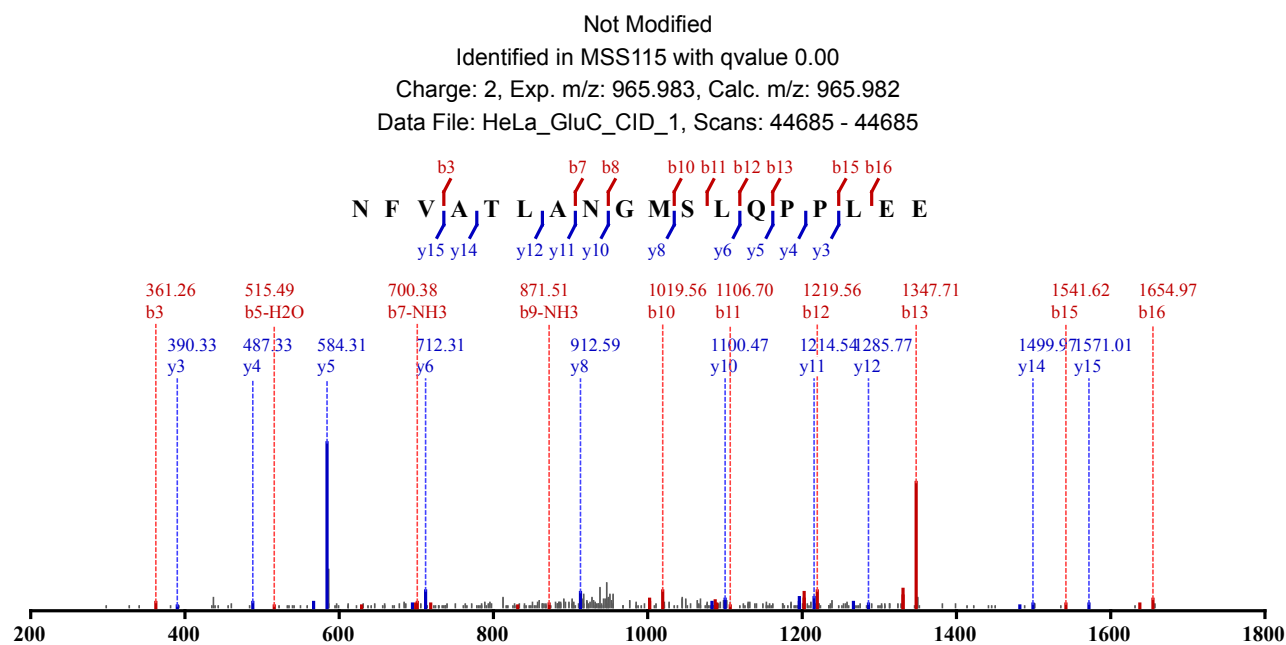 Not Modified
Identified in MSS115 with qvalue 0.00
Charge: 2, Exp. m/z: 965.983, Calc. m/z: 965.982
Data File: HeLa_GluC_CID_1, Scans: 44685 - 44685
b3 b7 b8 b10 b11 b12 b13 b15 b16
N F V A T L A N G M S L Q P P L E E
y15 y14 y12 y11 y10 y8 y6 y5 y4 y3
361.26 515.49 700.38 871.51 1019.56 1106.70 1219.56 1347.71 1541.62 1654.97
b3 b5-H2O b7-NH3 b9-NH3 b10 b11 b12 b13 b15 b16
390.33 487.33 584.31 712.31 912.59 1100.47 1214.54 1285.77 1499.97 1571.01
y3 y4 y5 y6 y8 y10 y11 y12 y14 y15
200 400 600 800 1000 1200 1400 1600 1800